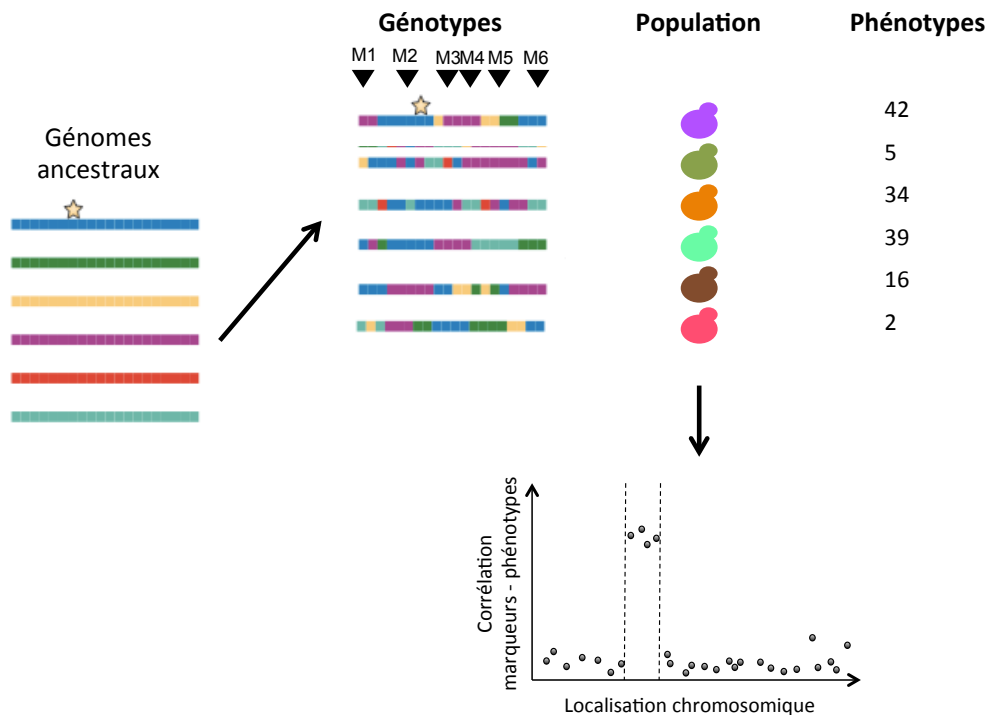 Génotypes
Population
Phénotypes
M1
M2
M3
M4
M5
M6
Génomes
ancestraux
42
5
34
39
16
2
Corrélation
marqueurs - phénotypes
Localisation chromosomique